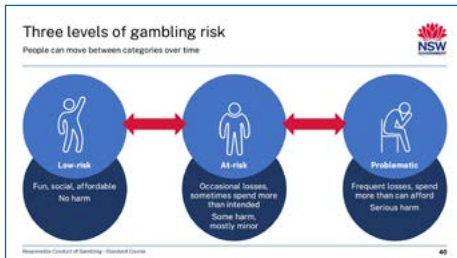 Three levels of gambling risk
People can move between categories over time
NSW
GOVERNMENT
Low-risk
Fun, social, affordable
No harm
At-risk
Occasional losses,
sometimes spend more
than intended
Some harm,
mostly minor
Problematic
Frequent losses, spend
more than can afford
Serious harm
Responsible Conduct of Gambling - Standard Course
40